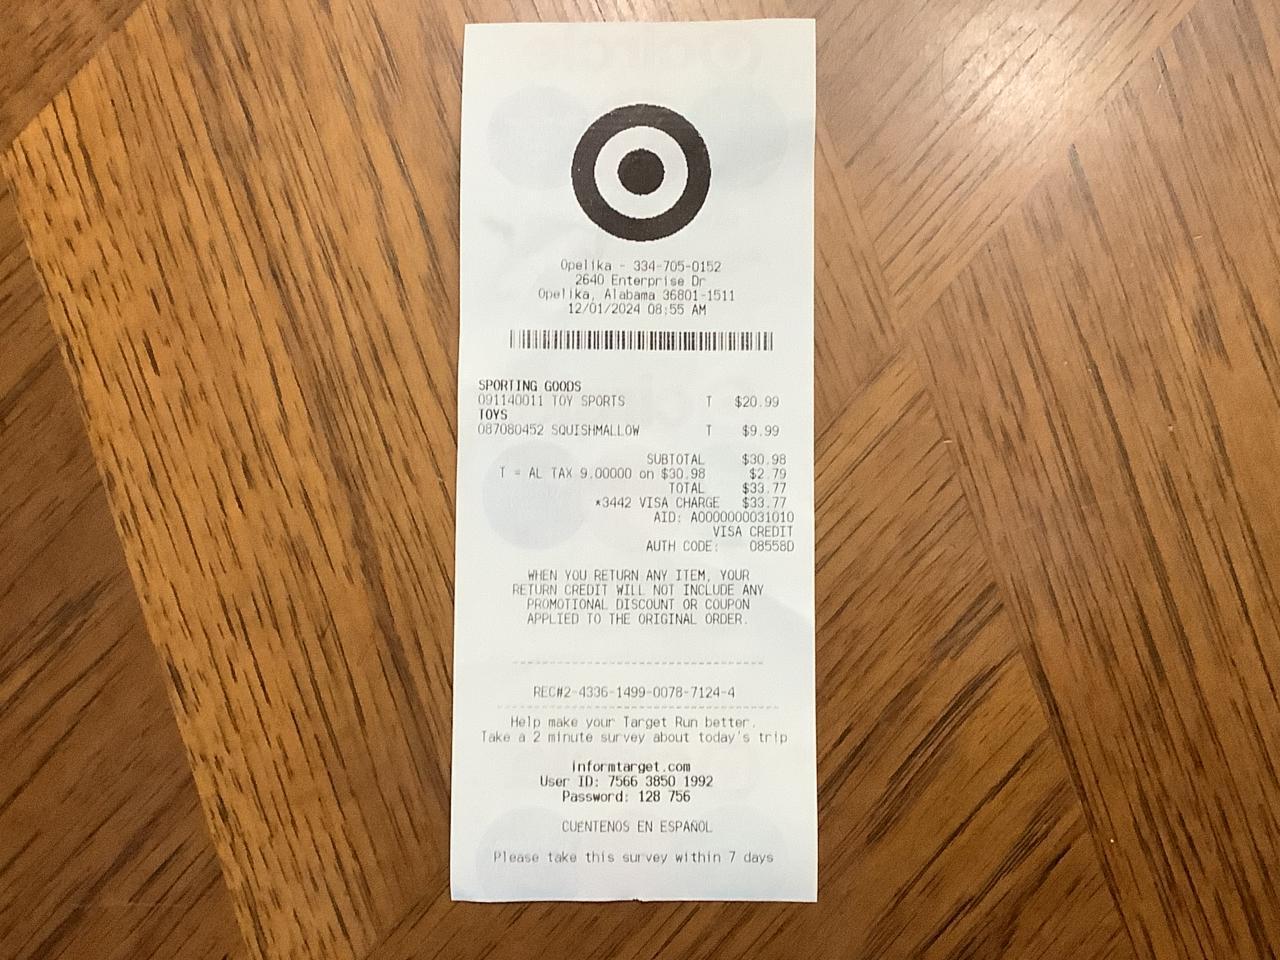 Opelika - 334-705-0152
2640 Enterprise Dr
Opelika, Alabama 36801-1511
12/01/2024 08:55 AM
SPORTING GOODS
091140011 TOY SPORTS T $20.99
TOYS
087080452 SQUISHMALLOW T $9.99
SUBTOTAL $30.98
T = AL TAX 9.00000 on $30.98 $2.79
TOTAL $33.77
*3442 VISA CHARGE $33.77
AID: A0000000031010
VISA CREDIT
AUTH CODE: 08558D
WHEN YOU RETURN ANY ITEM, YOUR
RETURN CREDIT WILL NOT INCLUDE ANY
PROMOTIONAL DISCOUNT OR COUPON
APPLIED TO THE ORIGINAL ORDER.
REC#2-4336-1499-0078-7124-4
Help make your Target Run better.
Take a 2 minute survey about today's trip
informtarget.com
User ID: 7566 3850 1992
Password: 128 756
CUÉNTENOS EN ESPAÑOL
Please take this survey within 7 days